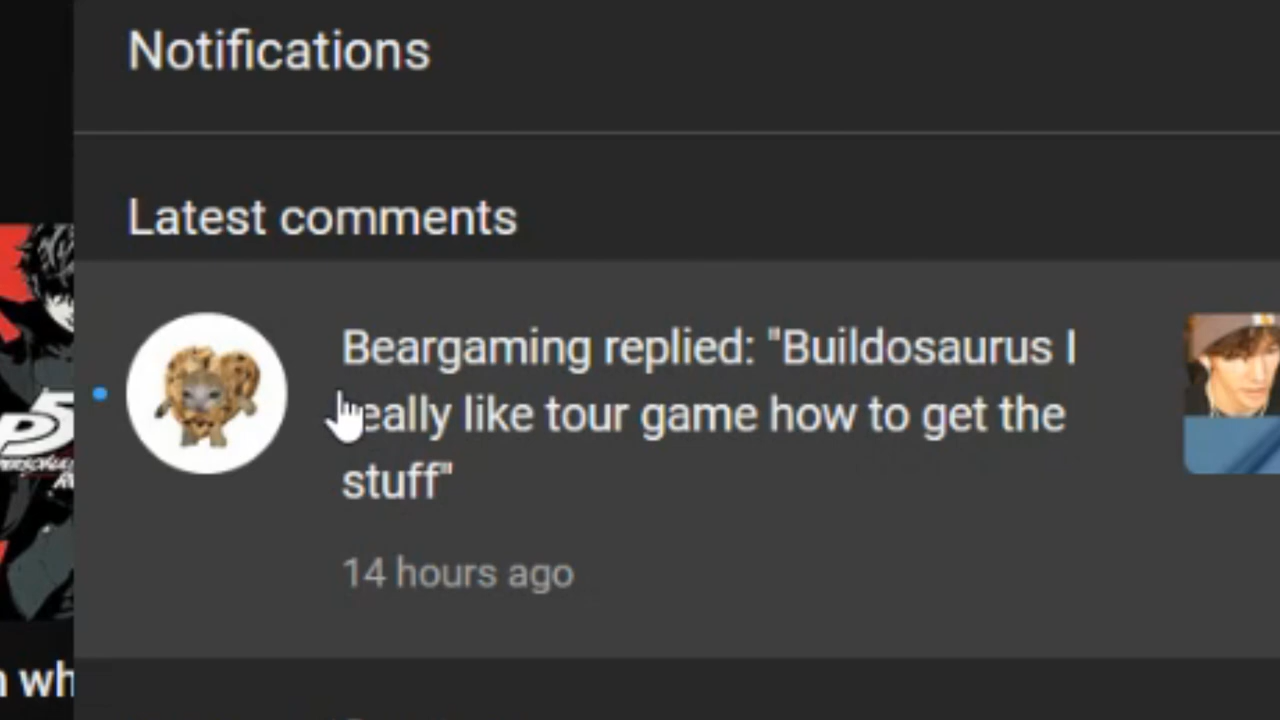 Notifications
Latest comments
Beargaming replied: "Buildosaurus I
eally like tour game how to get the
stuff"
14 hours ago
P5
n wh